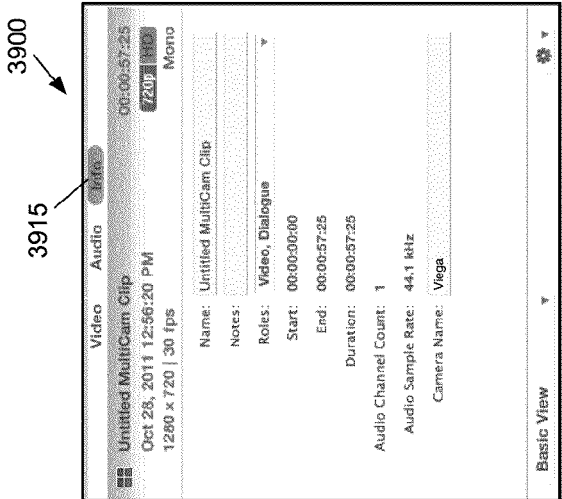 3900
3915
Video Audio Info
Untitled MultiCam Clip 00:00:57:25
Oct 28, 2011 12:56:20 PM 720p HD
1280 x 720 | 30 fps Mono
Name: Untitled MultiCam Clip
Notes:
Roles: Video, Dialogue
Start: 00:00:00:00
End: 00:00:57:25
Duration: 00:00:57:25
Audio Channel Count: 1
Audio Sample Rate: 44.1 kHz
Camera Name: Viega
Basic View